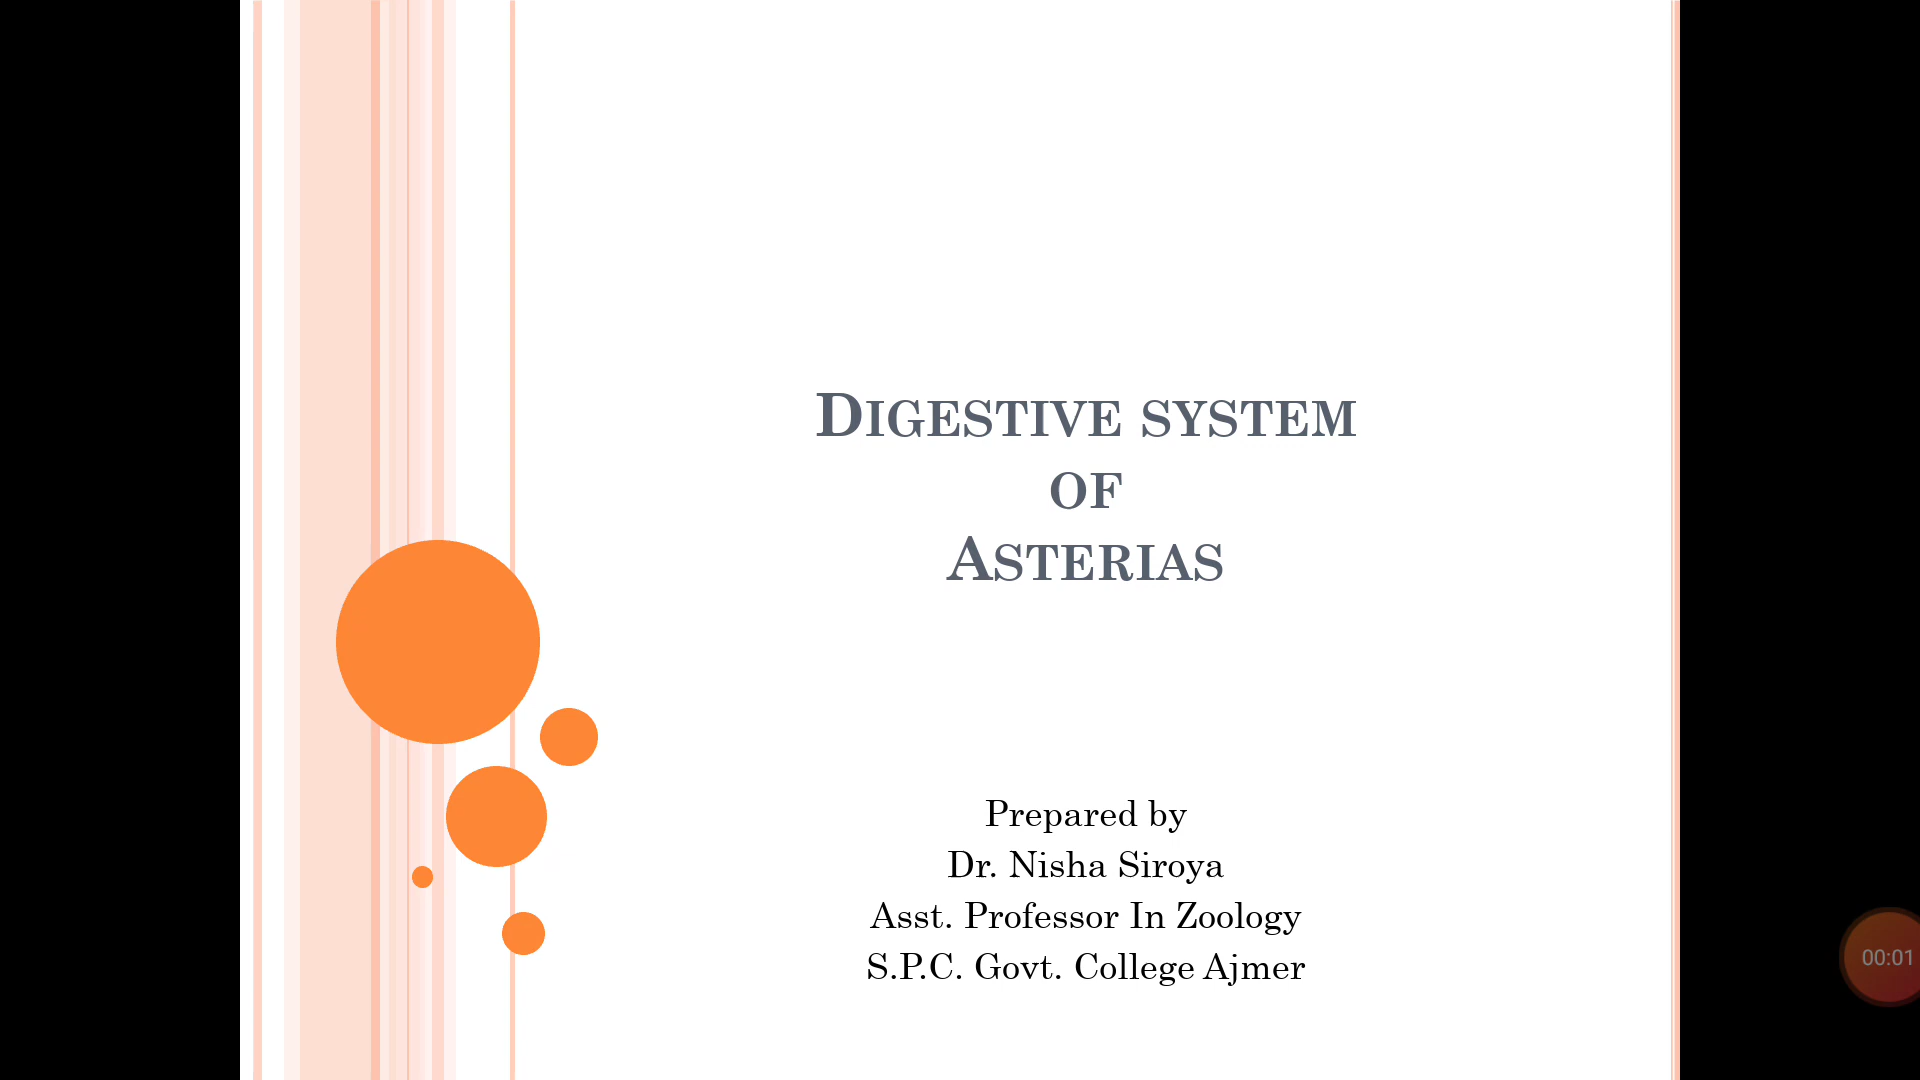 DIGESTIVE SYSTEM
OF
ASTERIAS
Prepared by
Dr. Nisha Siroya
Asst. Professor In Zoology
S.P.C. Govt. College Ajmer
00:01